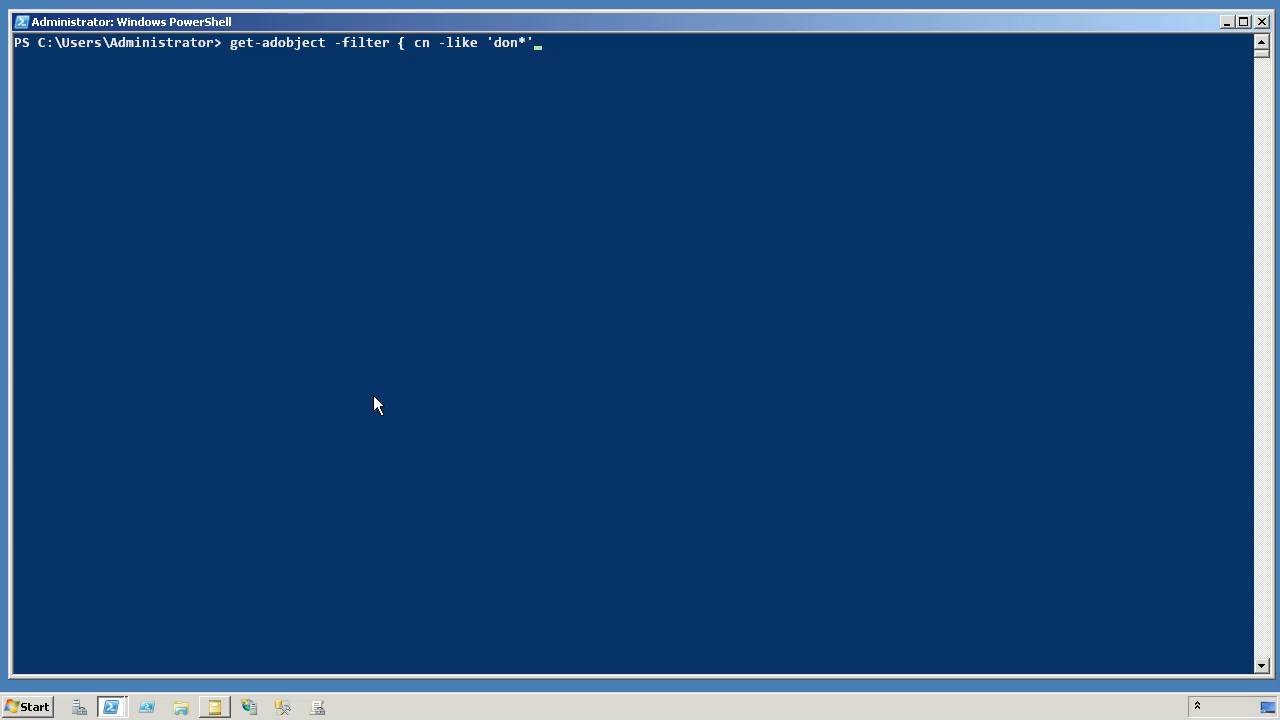 Administrator: Windows PowerShell
PS C:\Users\Administrator> get-adobject -filter { cn -like 'don*'
Start